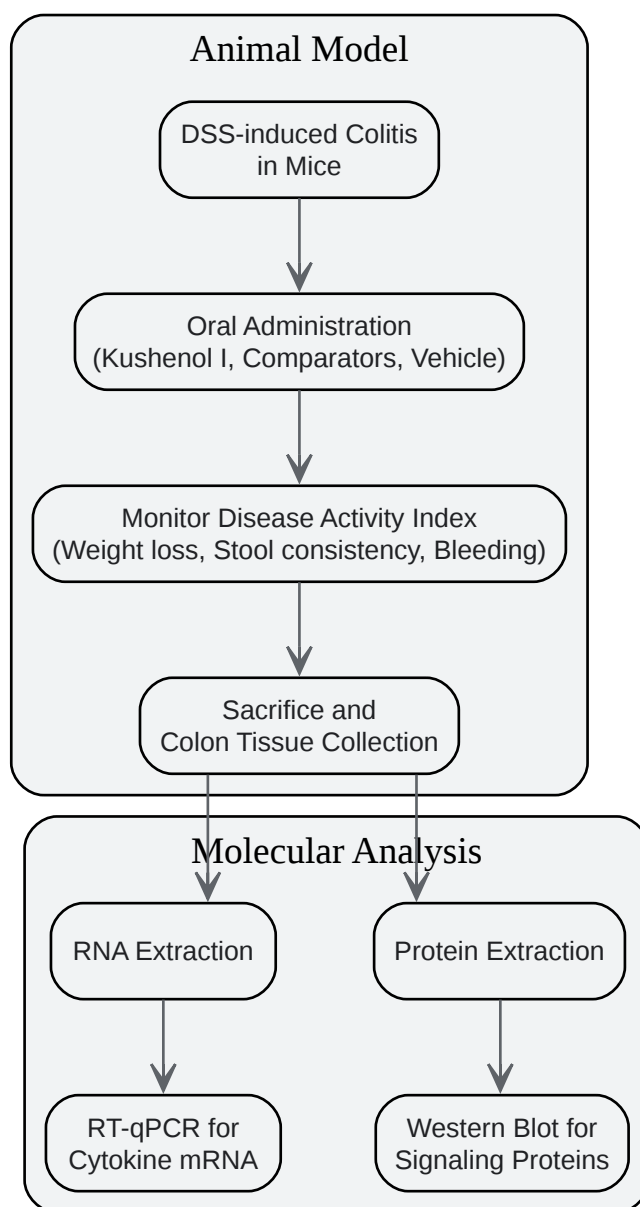 Animal Model
DSS-induced Colitis
in Mice
Oral Administration
(Kushenol I, Comparators, Vehicle)
Monitor Disease Activity Index
(Weight loss, Stool consistency, Bleeding)
Sacrifice and
Colon Tissue Collection
Molecular Analysis
RNA Extraction
Protein Extraction
RT-qPCR for
Cytokine mRNA
Western Blot for
Signaling Proteins